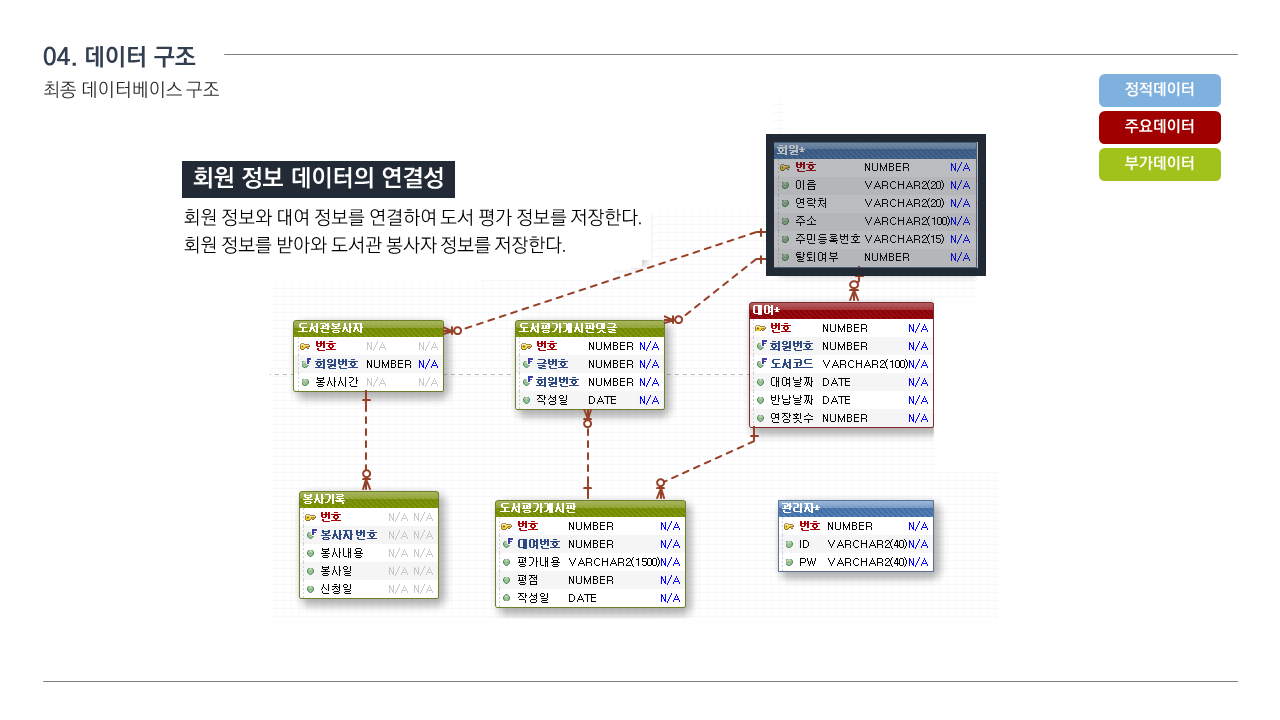 04. 데이터 구조
최종 데이터베이스 구조
정적데이터
주요데이터
부가데이터
회원 정보 데이터의 연결성
회원 정보와 대여 정보를 연결하여 도서 평가 정보를 저장한다.
회원 정보를 받아와 도서관 봉사자 정보를 저장한다.
회원*
번호 NUMBER N/A
이름 VARCHAR2(20) N/A
연락처 VARCHAR2(20) N/A
주소 VARCHAR2(100) N/A
주민등록번호 VARCHAR2(15) N/A
탈퇴여부 NUMBER N/A
도서관봉사자
번호 N/A N/A
회원번호 NUMBER N/A
봉사시간 N/A N/A
도서평가게시판댓글
번호 NUMBER N/A
글번호 NUMBER N/A
회원번호 NUMBER N/A
작성일 DATE N/A
대여*
번호 NUMBER N/A
회원번호 NUMBER N/A
도서코드 VARCHAR2(100) N/A
대여날짜 DATE N/A
반납날짜 DATE N/A
연장횟수 NUMBER N/A
봉사기록
번호 N/A N/A
봉사자번호 N/A N/A
봉사내용 N/A N/A
봉사일 N/A N/A
신청일 N/A N/A
도서평가게시판
번호 NUMBER N/A
대여번호 NUMBER N/A
평가내용 VARCHAR2(1500) N/A
평점 NUMBER N/A
작성일 DATE N/A
관리자*
번호 NUMBER N/A
ID VARCHAR2(40) N/A
PW VARCHAR2(40) N/A